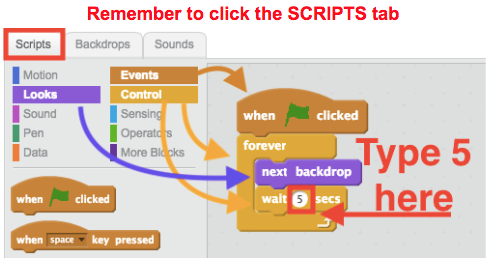 Remember to click the SCRIPTS tab
Scripts Backdrops Sounds
Motion Events
Looks Control
Sound Sensing
Pen Operators
Data More Blocks
when clicked
when space key pressed
when clicked
forever
next backdrop
wait 5 secs
Type 5
here